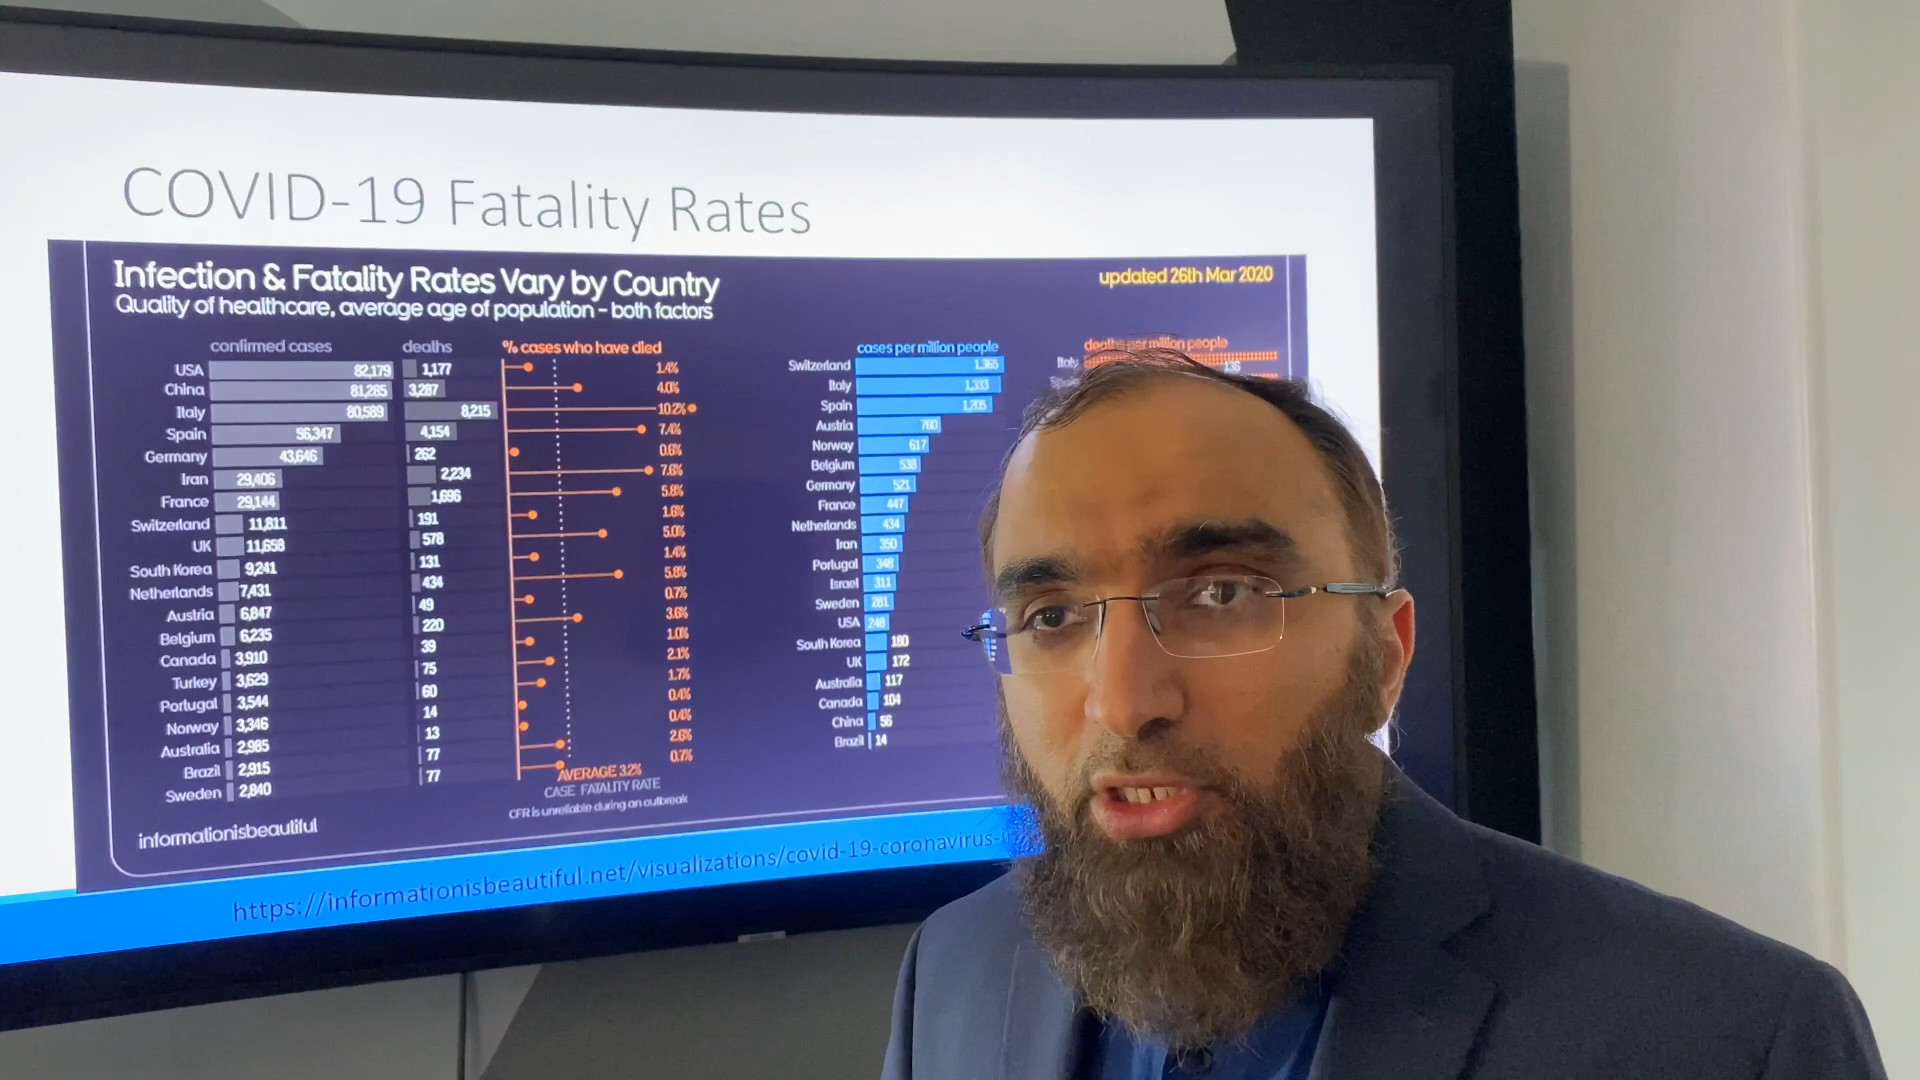 COVID-19 Fatality Rates
Infection & Fatality Rates Vary by Country
Quality of healthcare, average age of population - both factors
updated 26th Mar 2020
confirmed cases deaths % cases who have died
USA 82,179 1,177 1.4%
China 81,285 3,287 4.0%
Italy 80,589 8,215 10.2%
Spain 56,347 4,154 7.4%
Germany 43,646 262 0.6%
Iran 29,406 2,234 7.6%
France 29,144 1,696 5.8%
Switzerland 11,811 191 1.6%
UK 11,658 578 5.0%
South Korea 9,241 131 1.4%
Netherlands 7,431 434 5.8%
Austria 6,847 49 0.7%
Belgium 6,235 220 3.6%
Canada 3,910 39 1.0%
Turkey 3,629 75 2.1%
Portugal 3,544 60 1.7%
Norway 3,346 14 0.4%
Australia 2,985 13 0.4%
Brazil 2,915 77 2.6%
Sweden 2,840 77 0.7%
AVERAGE 3.2%
CASE FATALITY RATE
CFR is unreliable during an outbreak
cases per million people
Switzerland 1,365
Italy 1,333
Spain 1,205
Austria 760
Norway 617
Belgium 538
Germany 521
France 447
Netherlands 434
Iran 350
Portugal 348
Israel 311
Sweden 281
USA 248
South Korea 180
UK 172
Australia 117
Canada 104
China 56
Brazil 14
deaths per million people
Italy 136
Spain
informationisbeautiful
https://informationisbeautiful.net/visualizations/covid-19-coronavirus-